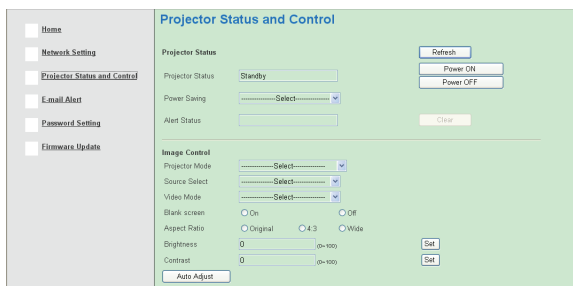 Home
Network Setting
Projector Status and Control
E-mail Alert
Password Setting
Firmware Update
Projector Status and Control
Projector Status Refresh
Power ON
Projector Status Standby
Power OFF
Power Saving ----------------Select----------------
Alert Status Clear
Image Control
Projector Mode ----------------Select----------------
Source Select ----------------Select----------------
Video Mode ----------------Select----------------
Blank screen On Off
Aspect Ratio Original 4:3 Wide
Brightness 0 (0~100) Set
Contrast 0 (0~100) Set
Auto Adjust